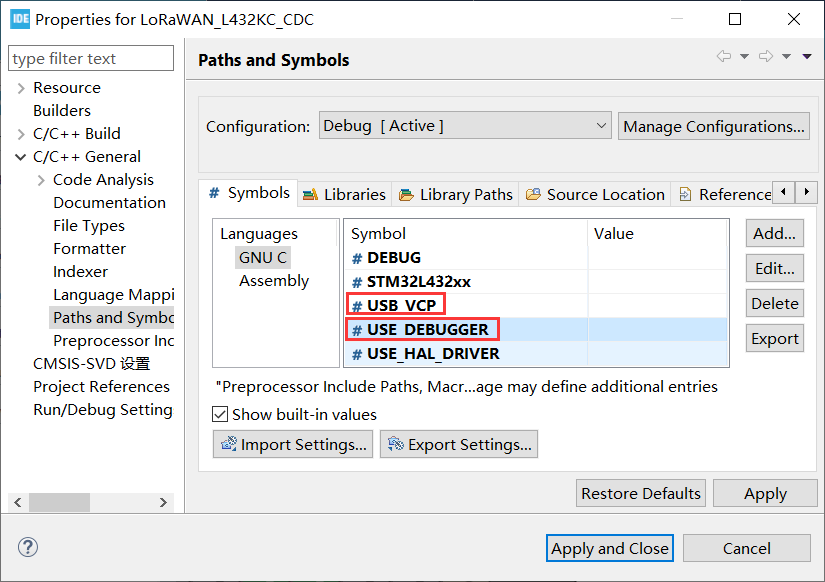 IDE Properties for LoRaWAN_L432KC_CDC
type filter text
Resource
Builders
C/C++ Build
C/C++ General
Code Analysis
Documentation
File Types
Formatter
Indexer
Language Mappi
Paths and Symbo
Preprocessor Inc
CMSIS-SVD 设置
Project References
Run/Debug Setting
Paths and Symbols
Configuration: Debug [ Active ] Manage Configurations...
# Symbols Libraries Library Paths Source Location Reference
Languages
GNU C
Assembly
Symbol Value
# DEBUG
# STM32L432xx
# USB_VCP
# USE_DEBUGGER
# USE_HAL_DRIVER
Add...
Edit...
Delete
Export
"Preprocessor Include Paths, Macr...age may define additional entries
Show built-in values
Import Settings... Export Settings...
Restore Defaults Apply
? Apply and Close Cancel